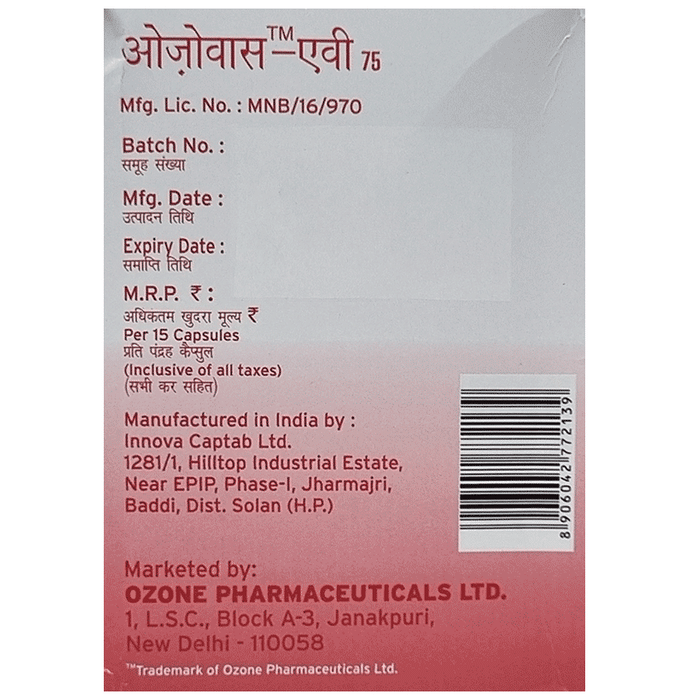 ओज़ोवास™-एवी 75
Mfg. Lic. No. : MNB/16/970
Batch No. :
समूह संख्या
Mfg. Date :
उत्पादन तिथि
Expiry Date :
समाप्ति तिथि
M.R.P. ₹ :
अधिकतम खुदरा मूल्य ₹
Per 15 Capsules
प्रति पंद्रह कैप्सुल
(Inclusive of all taxes)
(सभी कर सहित)
Manufactured in India by :
Innova Captab Ltd.
1281/1, Hilltop Industrial Estate,
Near EPIP, Phase-I, Jharmajri,
Baddi, Dist. Solan (H.P.)
8 906042 772139
Marketed by:
OZONE PHARMACEUTICALS LTD.
1, L.S.C., Block A-3, Janakpuri,
New Delhi - 110058
™Trademark of Ozone Pharmaceuticals Ltd.